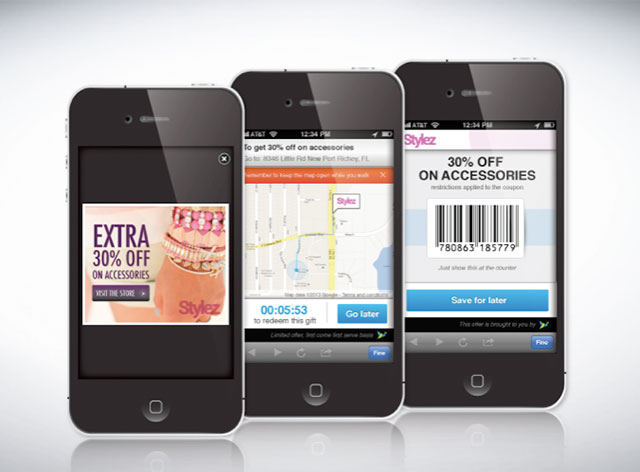 EXTRA
30% OFF
ON ACCESSORIES
VISIT THE STORE
Stylez
AT&T 12:34 PM
To get 30% off on accessories
Go to: 8046 Little Rd New Port Richey, FL
Remember to keep the map open while you walk
Stylez
Map data ©2013 Google - Terms and conditions
00:05:53
to redeem this gift
Go later
Limited offer, first come first serve basis
Fine
AT&T 12:34 PM
Stylez
30% OFF
ON ACCESSORIES
restrictions applied to the coupon
780863 185779
Just show this at the counter
Save for later
This offer is brought to you by
Fine